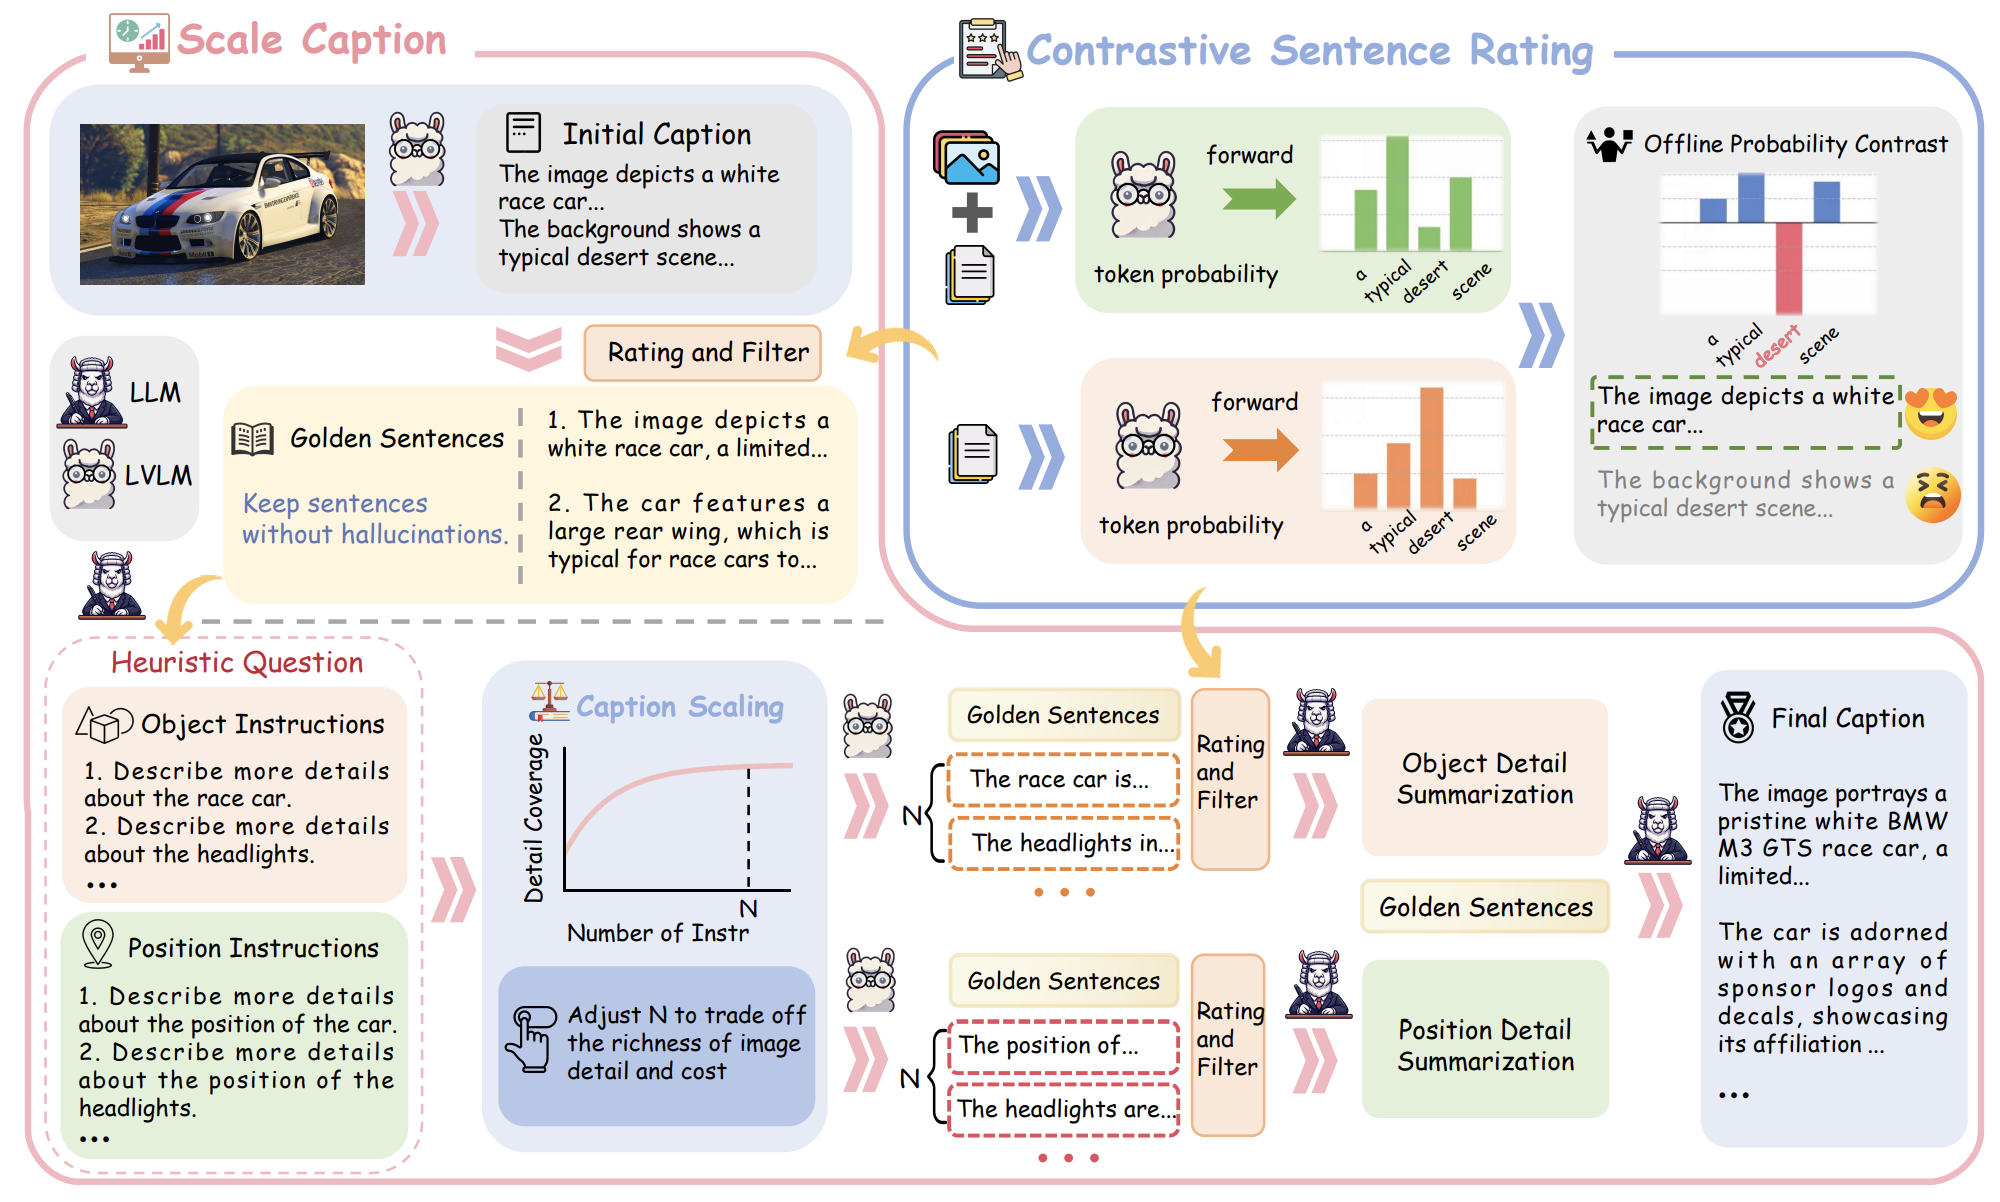 Scale Caption
Initial Caption
The image depicts a white
race car...
The background shows a
typical desert scene...
Rating and Filter
LLM
LVLM
Golden Sentences
Keep sentences
without hallucinations.
1. The image depicts a
white race car, a limited...
2. The car features a
large rear wing, which is
typical for race cars to...
Contrastive Sentence Rating
forward
token probability
a
typical
desert
scene
forward
token probability
a
typical
desert
scene
Offline Probability Contrast
a
typical
desert
scene
The image depicts a white
race car...
The background shows a
typical desert scene...
Heuristic Question
Object Instructions
1. Describe more details
about the race car.
2. Describe more details
about the headlights.
...
Position Instructions
1. Describe more details
about the position of the car.
2. Describe more details
about the position of the
headlights.
...
Caption Scaling
Detail Coverage
N
Number of Instr
Adjust N to trade off
the richness of image
detail and cost
Golden Sentences
N
The race car is...
The headlights in...
...
Rating
and
Filter
Object Detail
Summarization
Golden Sentences
Golden Sentences
N
The position of...
The headlights are...
...
Rating
and
Filter
Position Detail
Summarization
Final Caption
The image portrays a
pristine white BMW
M3 GTS race car, a
limited...
The car is adorned
with an array of
sponsor logos and
decals, showcasing
its affiliation ...
...